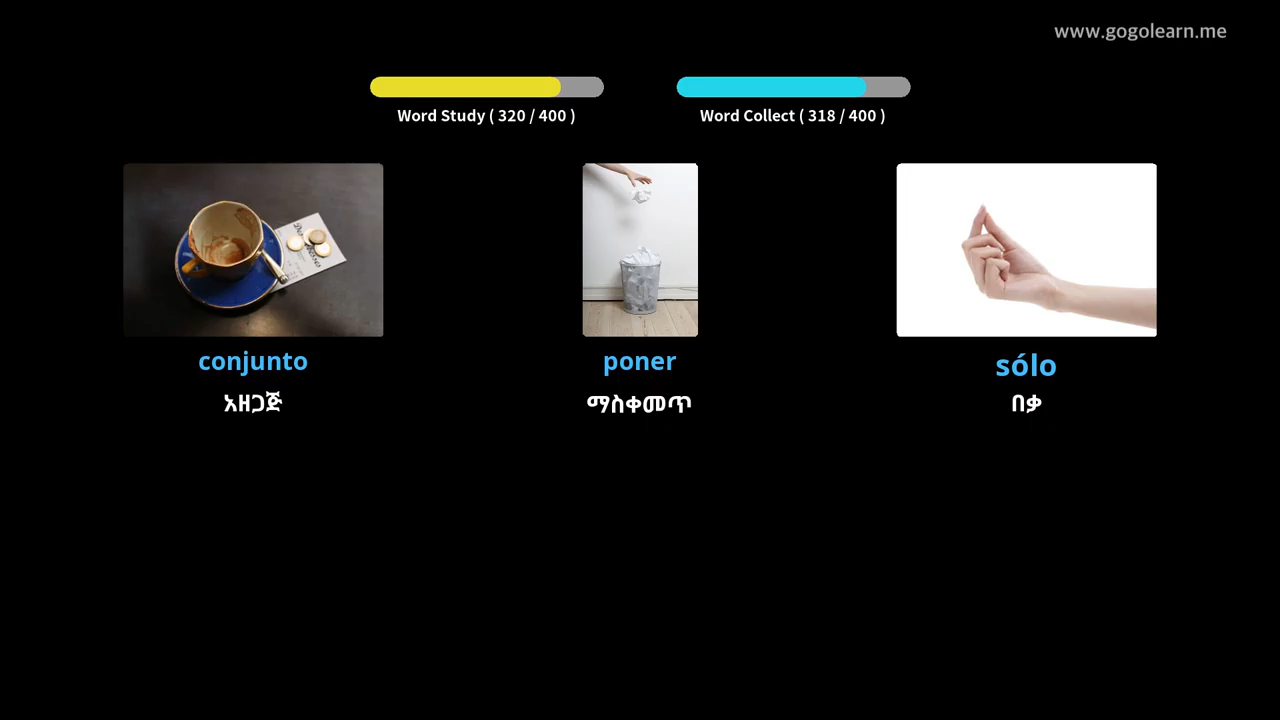 www.gogolearn.me
Word Study ( 320 / 400 )
Word Collect ( 318 / 400 )
conjunto
poner
sólo
አዘጋጅ
ማስቀመጥ
በቃ